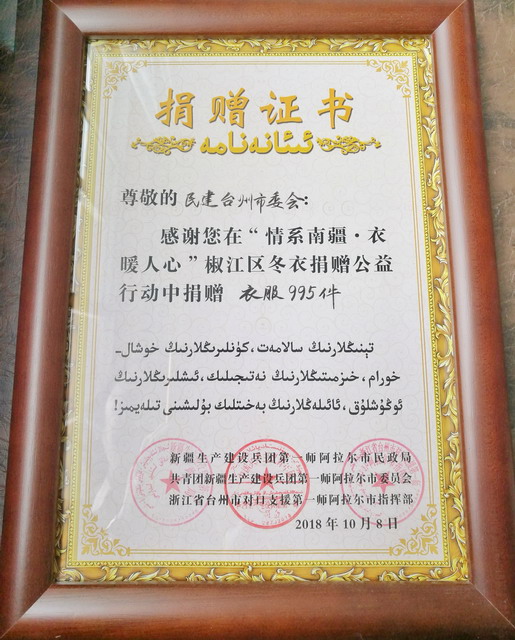 捐赠证书
ئىئانەنامە
尊敬的 民建台州市委会：
感谢您在“情系南疆·衣
暖人心”椒江区冬衣捐赠公益
行动中捐赠 衣服 995件
تېنىڭلارنىڭ سالامەت، كۈنلىرىڭلارنىڭ خوشال-
خورام، خىزمىتىڭلارنىڭ نەتىجىلىك، ئىشلىرىڭلارنىڭ
ئوڭۇشلۇق، ئائىلەڭلارنىڭ بەختلىك بۇلىشىنى تىلەيمىز!
新疆生产建设兵团第一师阿拉尔市民政局
共青团新疆生产建设兵团第一师阿拉尔市委员会
浙江省台州市对口支援第一师阿拉尔市指挥部
2018年10月8日